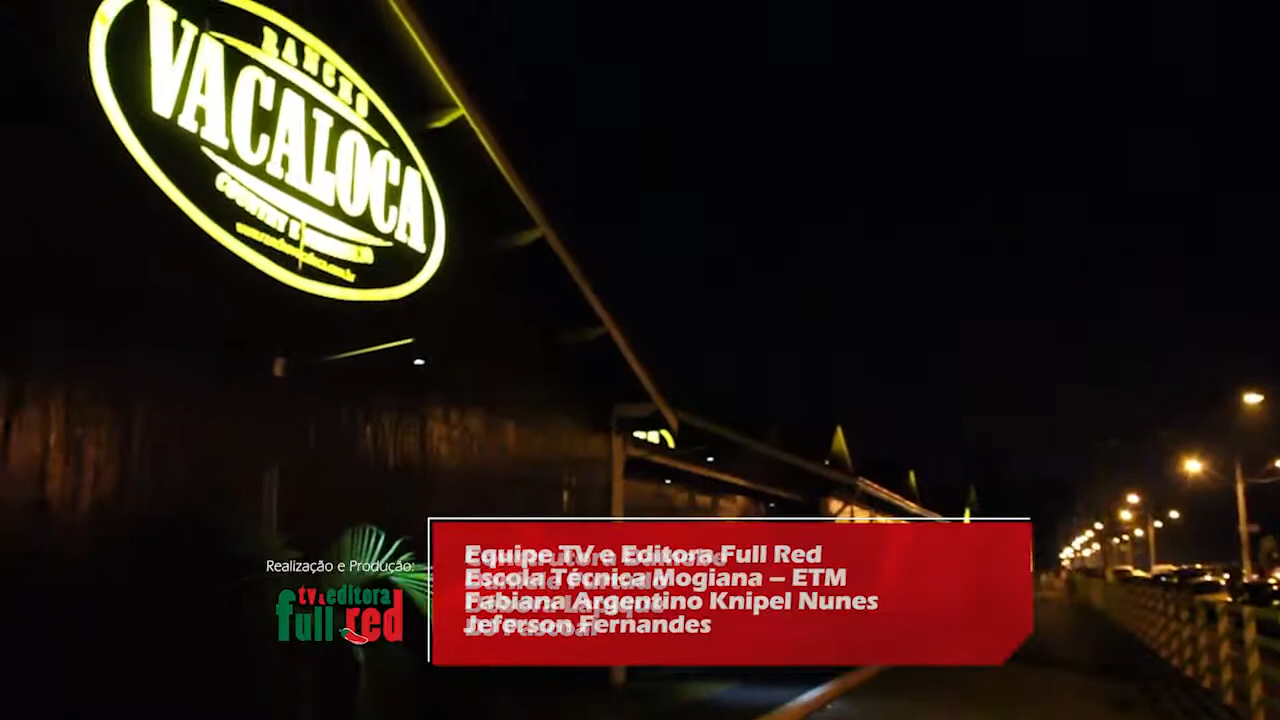 RANCHO
VACALOCA
COUNTRY
Realização e Produção:
tv & editora
full red
Equipe TV e Editora Full Red
Escola Técnica Mogiana – ETM
Fabiana Argentino Knipel Nunes
Jeferson Fernandes